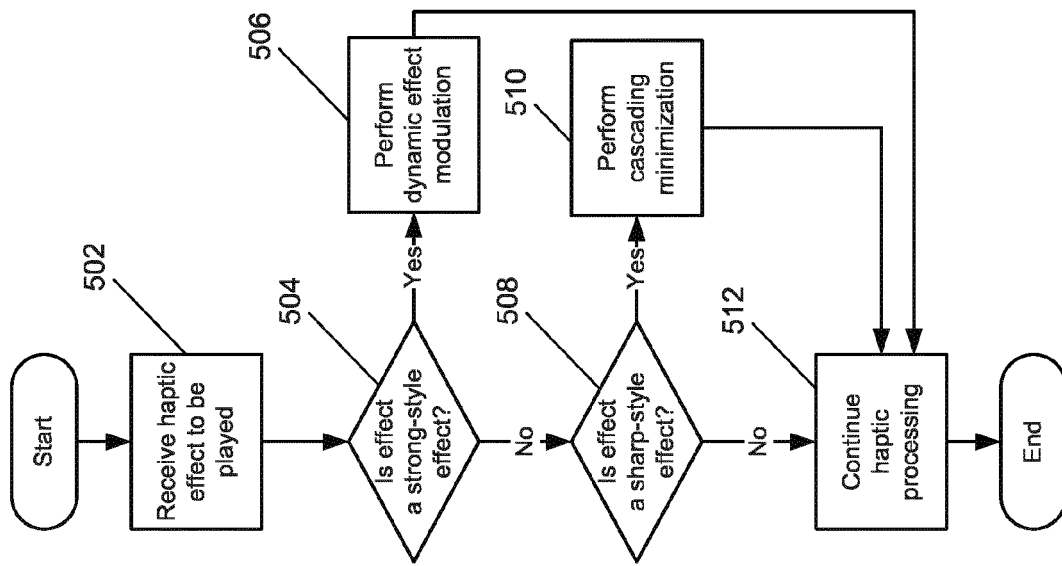 Start
502
Receive haptic
effect to be
played
504
Is effect
a strong-style
effect?
Yes
506
Perform
dynamic effect
modulation
No
508
Is effect
a sharp-style
effect?
Yes
510
Perform
cascading
minimization
No
512
Continue
haptic
processing
End